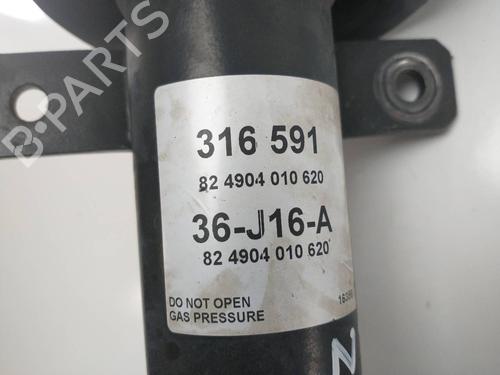 316 591
82 4904 010 620
36-J16-A
82 4904 010 620
DO NOT OPEN
GAS PRESSURE
B-PARTS
N